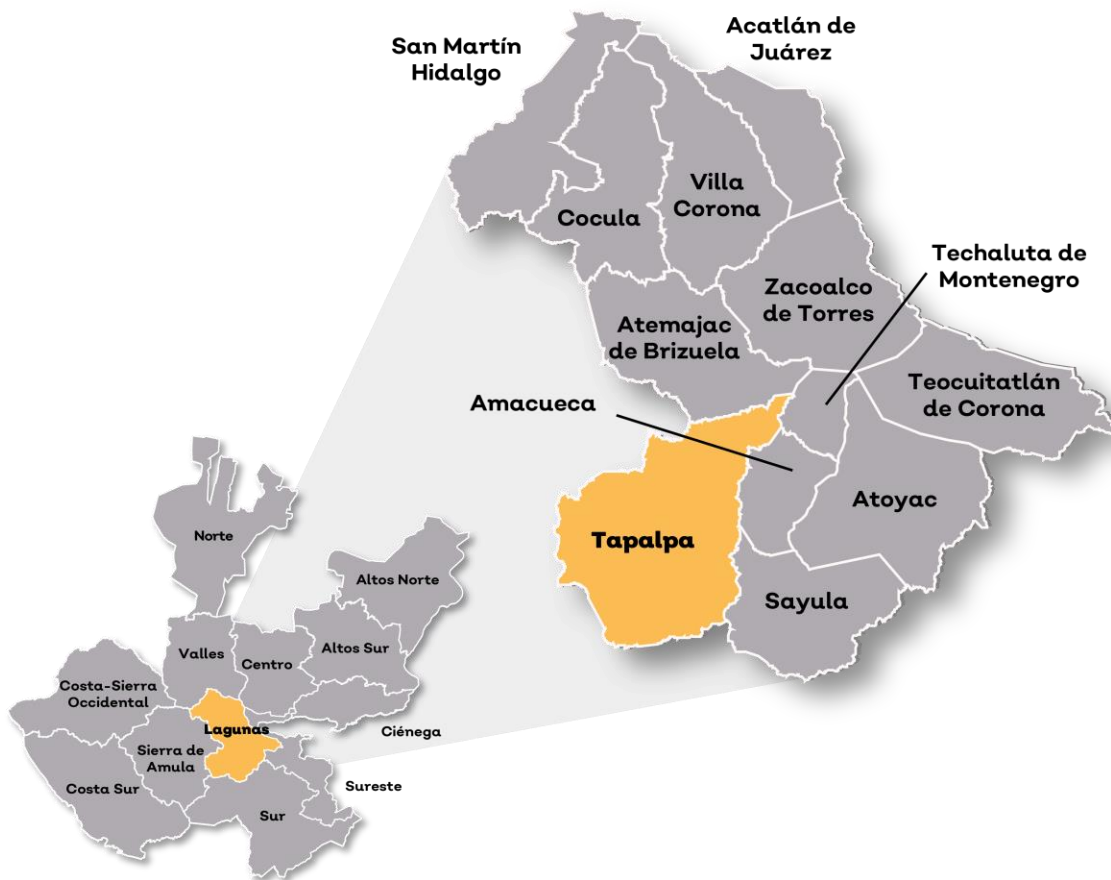 San Martín
Hidalgo
Acatlán de
Juárez
Villa
Corona
Cocula
Techaluta de
Montenegro
Zacoalco
de Torres
Atemajac
de Brizuela
Teocuitatlán
de Corona
Amacueca
Atoyac
Tapalpa
Sayula
Norte
Altos Norte
Valles
Altos Sur
Centro
Costa-Sierra
Occidental
Lagunas
Ciénega
Sierra de
Amula
Costa Sur
Sureste
Sur